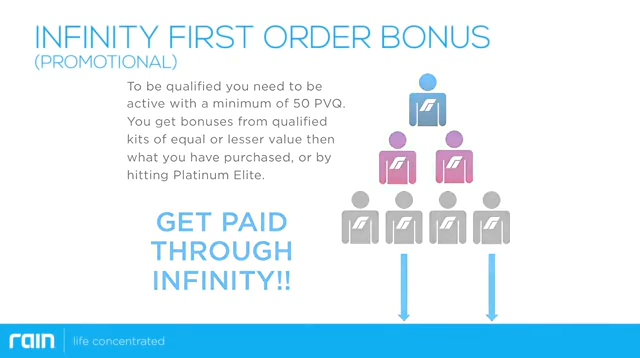 INFINITY FIRST ORDER BONUS
(PROMOTIONAL)
To be qualified you need to be
active with a minimum of 50 PVQ.
You get bonuses from qualified
kits of equal or lesser value then
what you have purchased, or by
hitting Platinum Elite.
GET PAID
THROUGH
INFINITY!!
rain
life concentrated